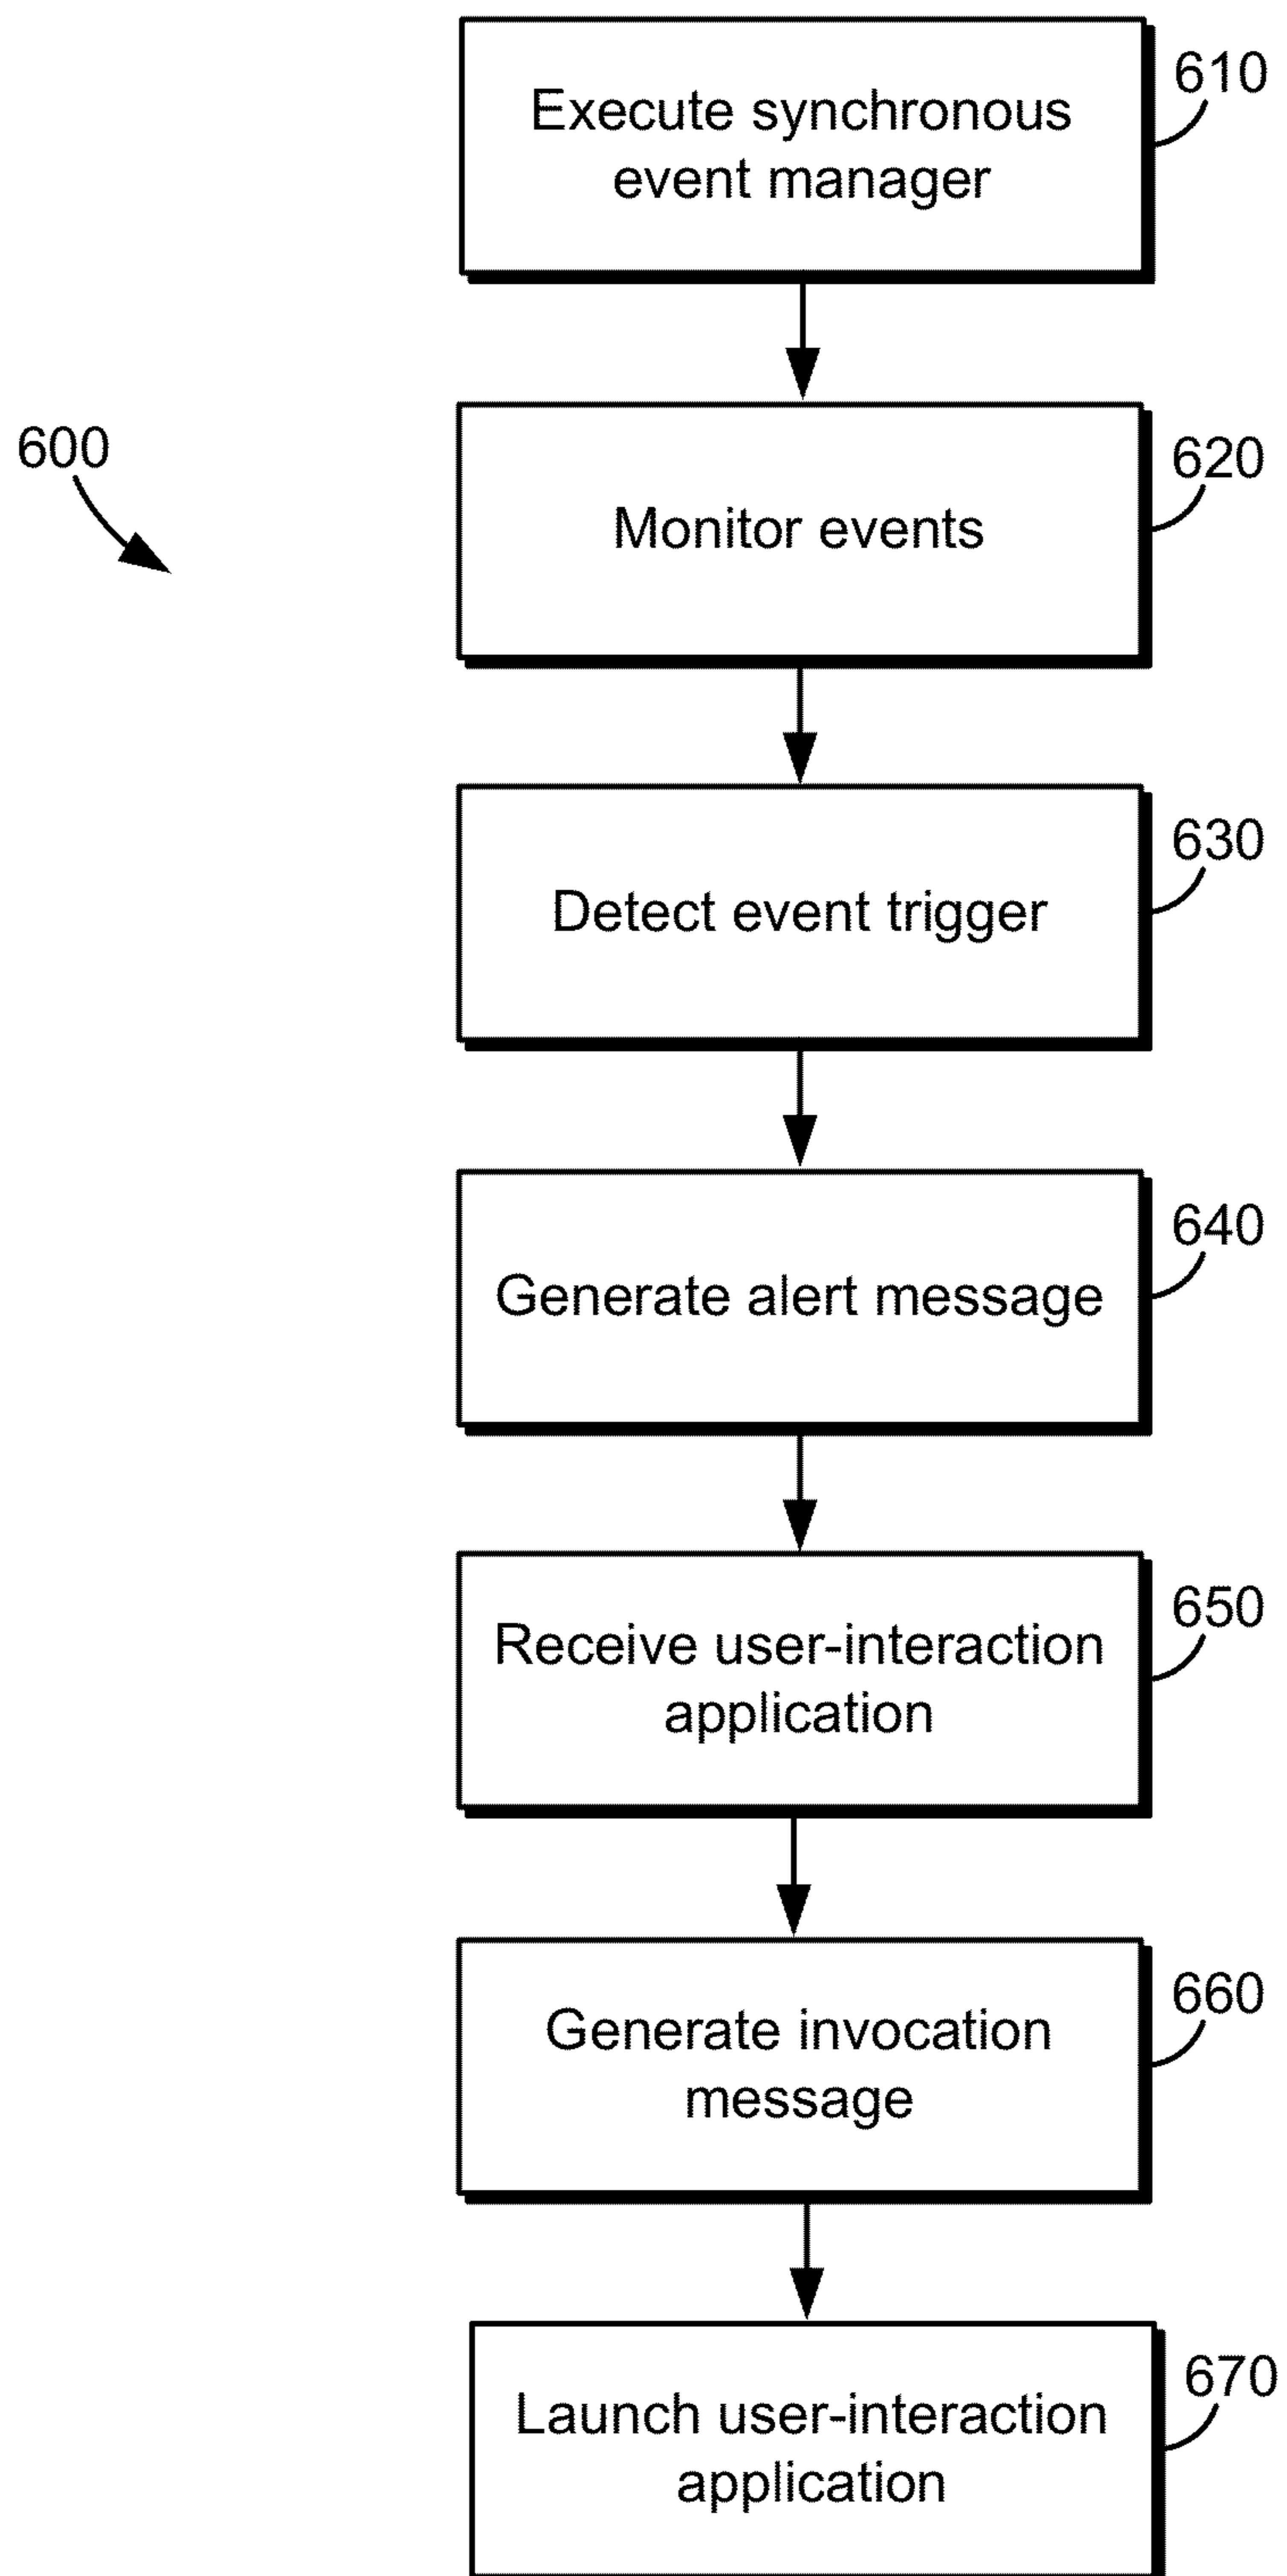 Execute synchronous
event manager
610
600
Monitor events
620
Detect event trigger
630
Generate alert message
640
Receive user-interaction
application
650
Generate invocation
message
660
Launch user-interaction
application
670